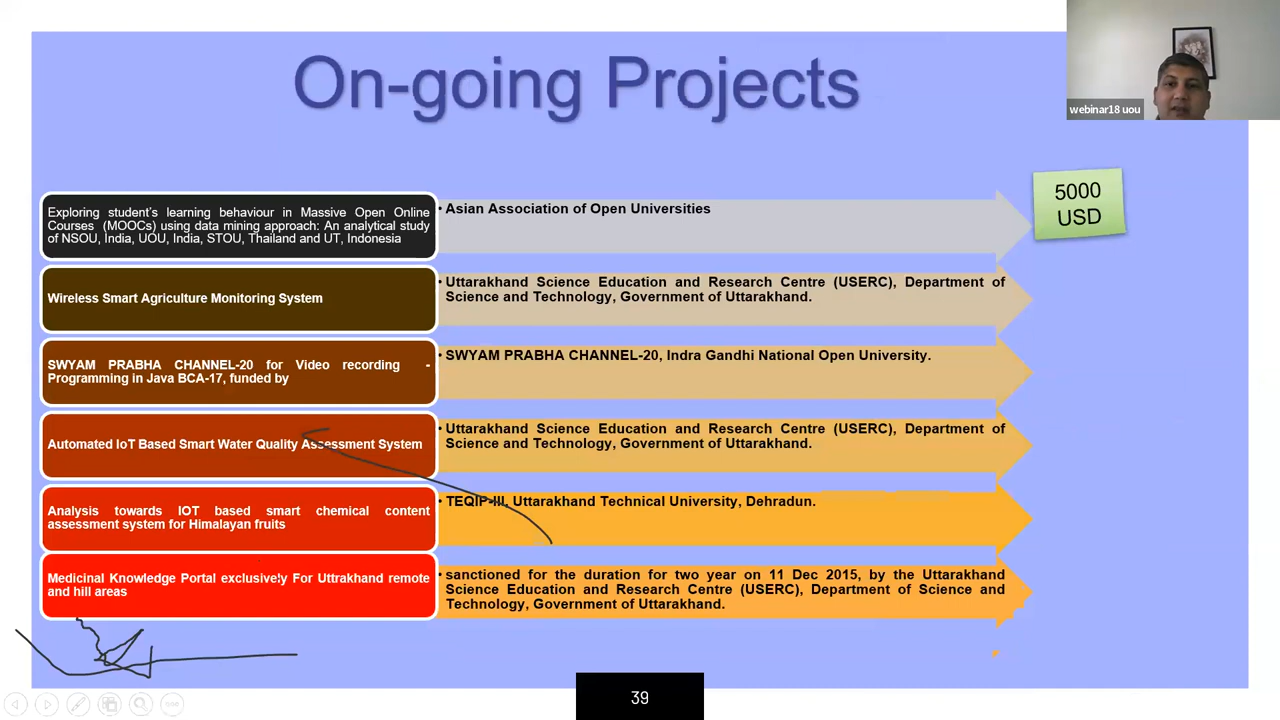 On-going Projects
webinar18 uou
Exploring student's learning behaviour in Massive Open Online
Courses (MOOCs) using data mining approach: An analytical study
of NSOU, India, UOU, India, STOU, Thailand and UT, Indonesia
• Asian Association of Open Universities
5000
USD
Wireless Smart Agriculture Monitoring System
• Uttarakhand Science Education and Research Centre (USERC), Department of
Science and Technology, Government of Uttarakhand.
SWYAM PRABHA CHANNEL-20 for Video recording -
Programming in Java BCA-17, funded by
• SWYAM PRABHA CHANNEL-20, Indra Gandhi National Open University.
Automated IoT Based Smart Water Quality Assessment System
• Uttarakhand Science Education and Research Centre (USERC), Department of
Science and Technology, Government of Uttarakhand.
Analysis towards IOT based smart chemical content
assessment system for Himalayan fruits
• TEQIP-III, Uttarakhand Technical University, Dehradun.
Medicinal Knowledge Portal exclusively For Uttrakhand remote
and hill areas
• sanctioned for the duration for two year on 11 Dec 2015, by the Uttarakhand
Science Education and Research Centre (USERC), Department of Science and
Technology, Government of Uttarakhand.
39